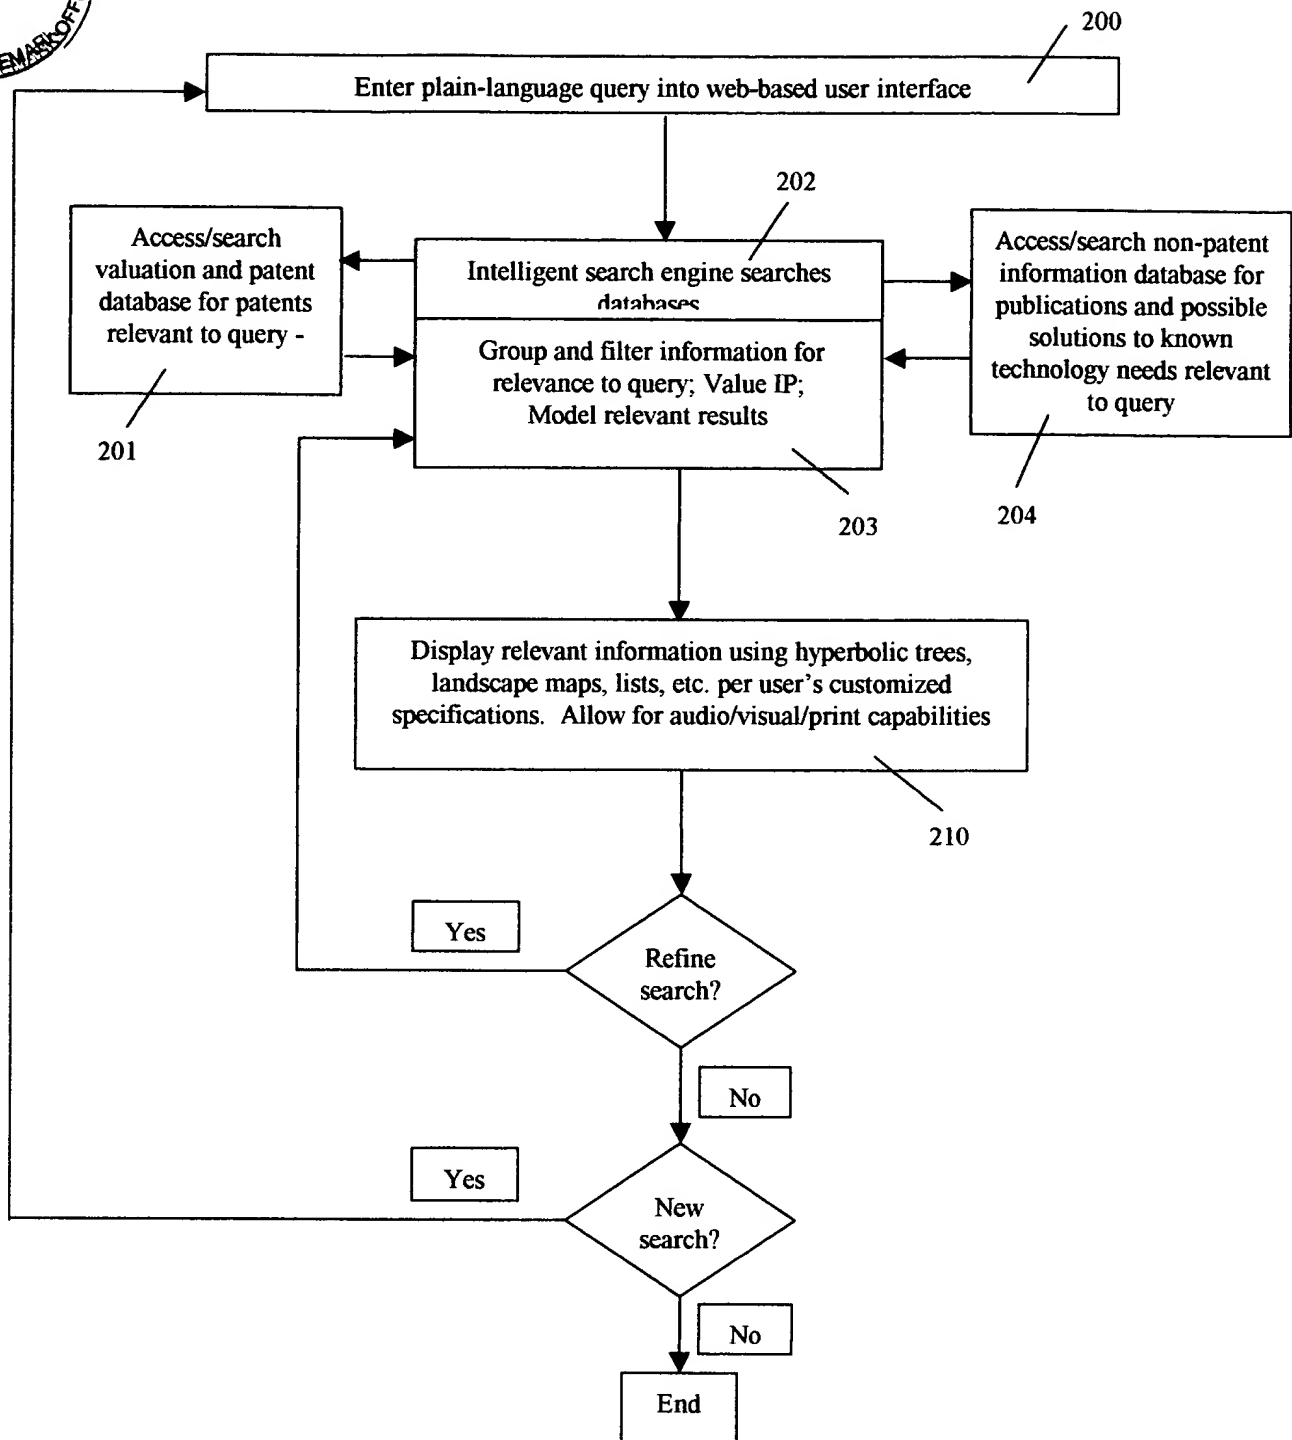 200
Enter plain-language query into web-based user interface
202
Access/search
valuation and patent
database for patents
relevant to query -
201
Intelligent search engine searches
databases
Group and filter information for
relevance to query; Value IP;
Model relevant results
203
Access/search non-patent
information database for
publications and possible
solutions to known
technology needs relevant
to query
204
Display relevant information using hyperbolic trees,
landscape maps, lists, etc. per user's customized
specifications. Allow for audio/visual/print capabilities
210
Refine
search?
Yes
No
New
search?
Yes
No
End